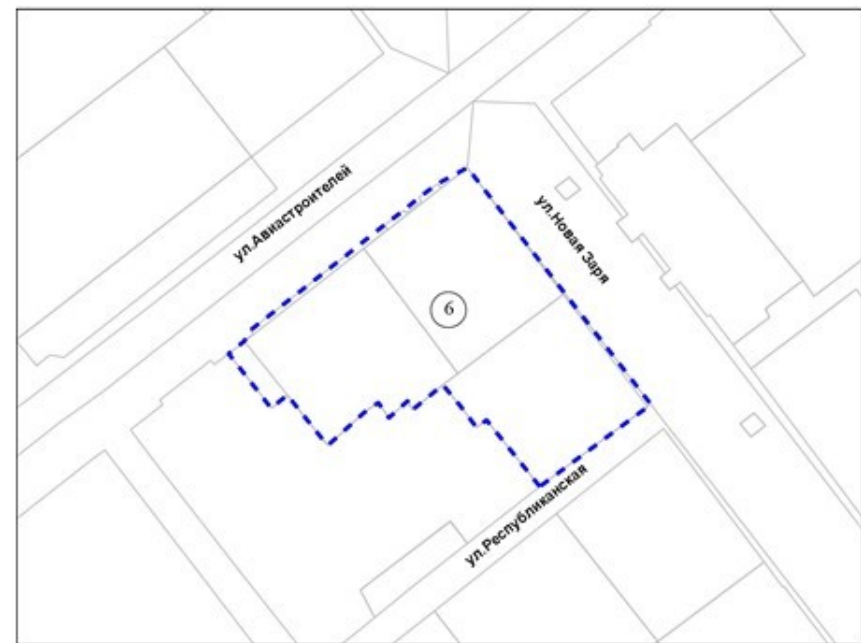 ул.Авиастроителей
ул.Новая Заря
6
ул.Республиканская